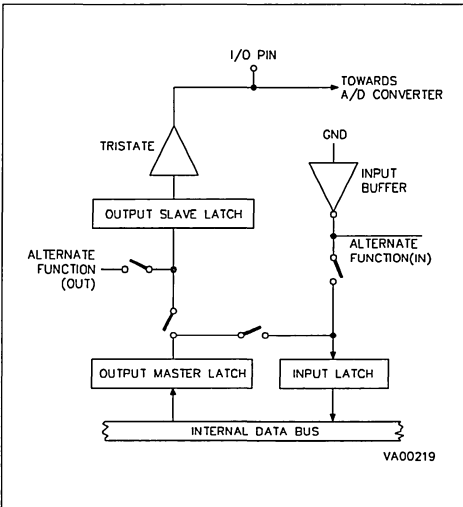 I/O PIN
TOWARDS
A/D CONVERTER
TRISTATE
GND
INPUT
BUFFER
OUTPUT SLAVE LATCH
ALTERNATE
FUNCTION
(OUT)
ALTERNATE
FUNCTION(IN)
OUTPUT MASTER LATCH
INPUT LATCH
INTERNAL DATA BUS
VA00219